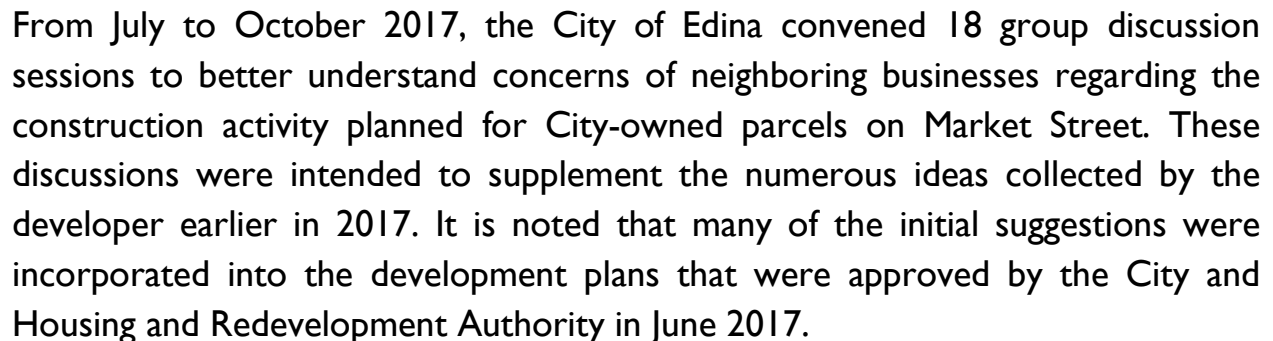 From July to October 2017, the City of Edina convened 18 group discussion
sessions to better understand concerns of neighboring businesses regarding the
construction activity planned for City-owned parcels on Market Street. These
discussions were intended to supplement the numerous ideas collected by the
developer earlier in 2017. It is noted that many of the initial suggestions were
incorporated into the development plans that were approved by the City and
Housing and Redevelopment Authority in June 2017.